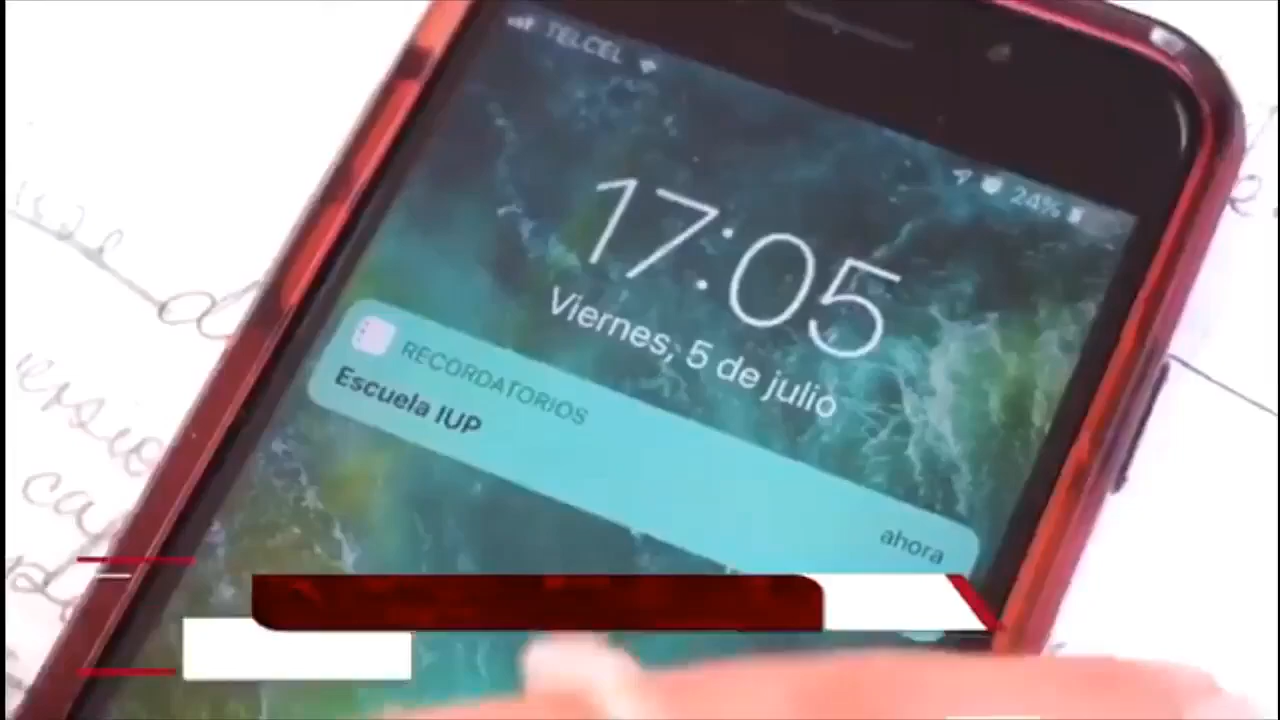 TELCEL
24%
17:05
Viernes, 5 de julio
RECORDATORIOS
Escuela IUP
ahora